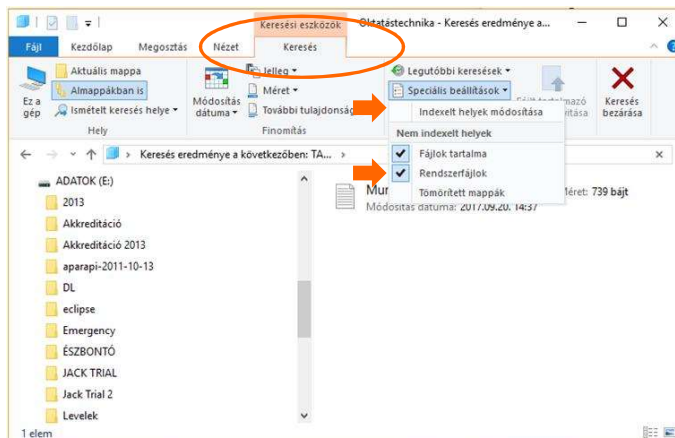 Keresési eszközök
Oktatástechnika - Keresés eredménye a...
Fájl Kezdőlap Megosztás Nézet Keresés
Ez a gép
Aktuális mappa
Almappákban is
Ismételt keresés helye
Hely
Módosítás dátuma
Jelleg
Méret
További tulajdonság
Finomítás
Legutóbbi keresések
Speciális beállítások
Keresés bezárása
Indexelt helyek módosítása
Nem indexelt helyek
Fájlok tartalma
Rendszerfájlok
Tömörített mappák
Keresés eredménye a következőben: TA...
ADATOK (E:)
2013
Akkreditáció
Akkreditáció 2013
aparapi-2011-10-13
DL
eclipse
Emergency
ÉSZBONTÓ
JACK TRIAL
Jack Trial 2
Levelek
Méret: 739 bájt
Módosítás dátuma: 2017.09.20. 14:37
1 elem